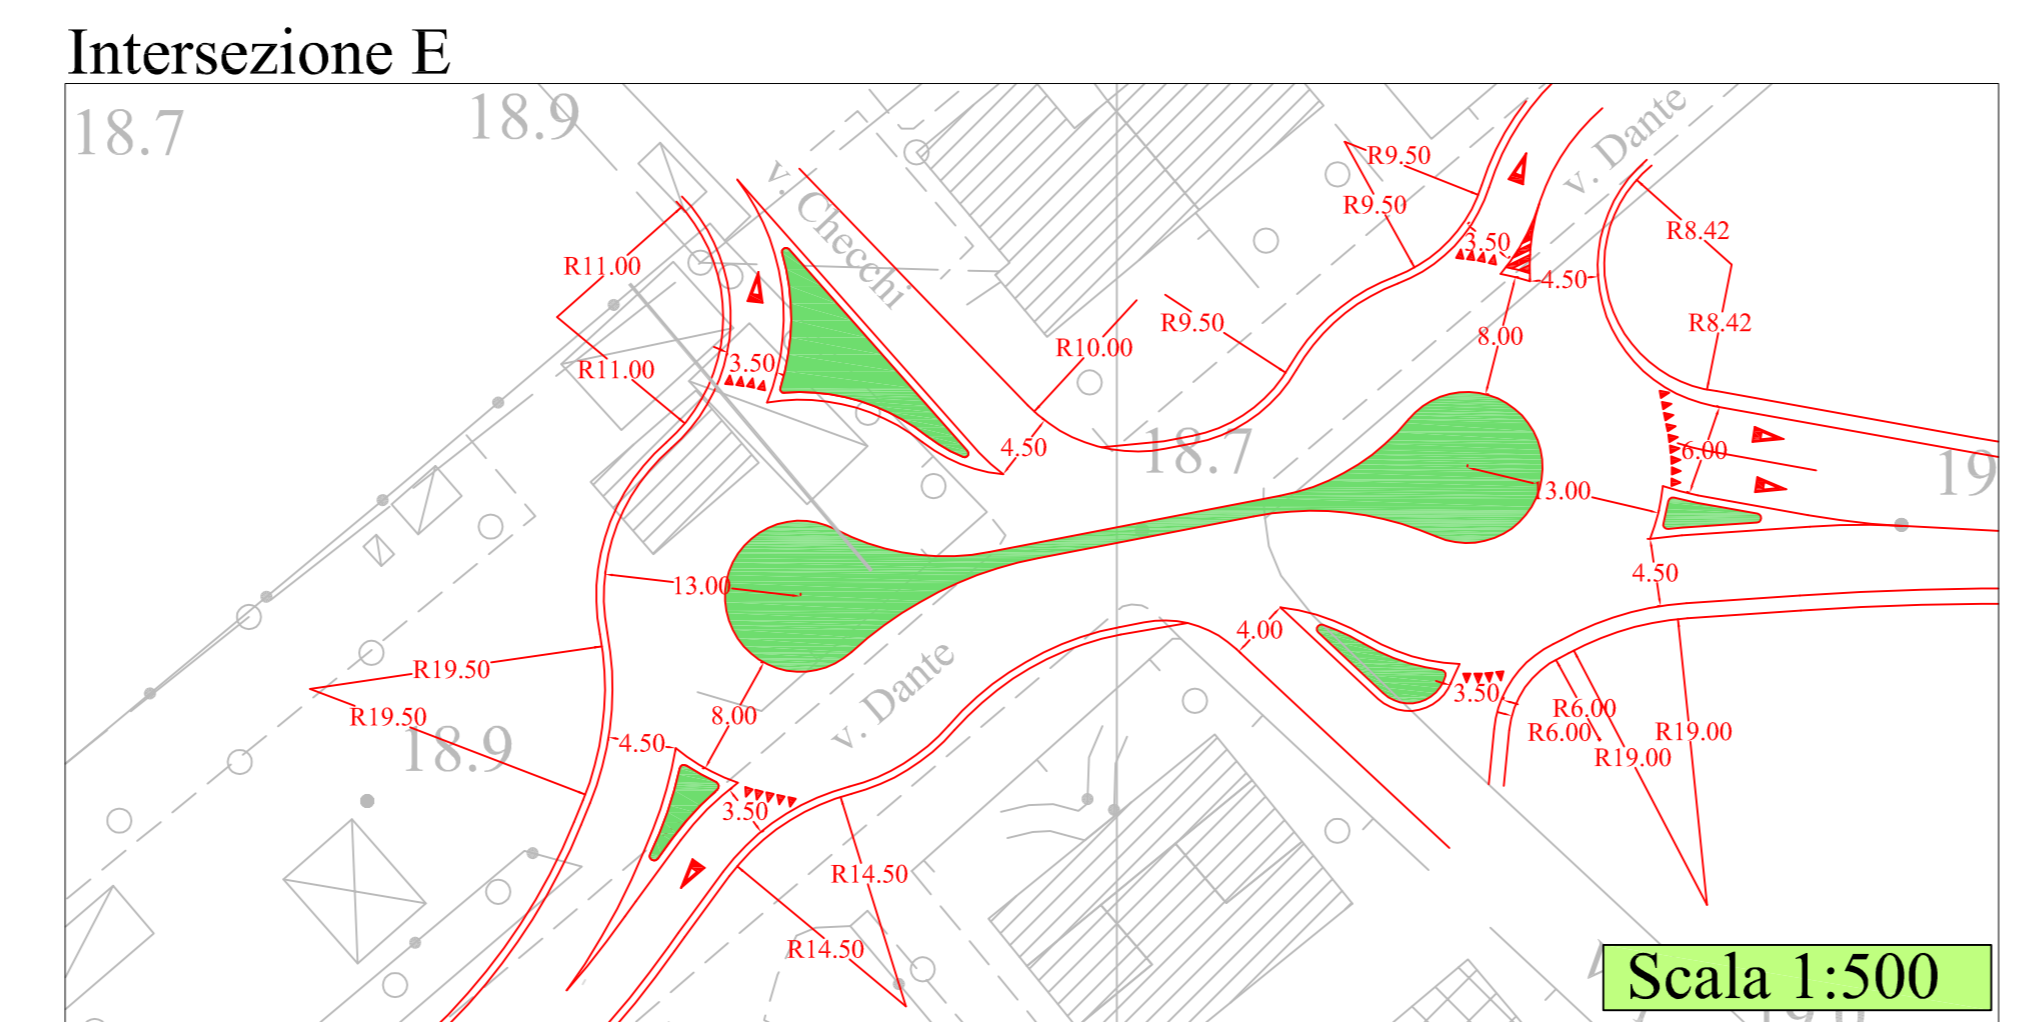 Intersezione E
18.7
18.9
v. Checchi
v. Dante
R9.50
R9.50
R8.42
3.50
R11.00
4.50
R8.42
R9.50
8.00
R10.00
3.50
R11.00
4.50
18.7
6.00
19
13.00
13.00
4.50
4.00
R19.50
3.50
v. Dante
R19.50
8.00
R6.00
R6.00
R19.00
R19.00
18.9
4.50
3.50
R14.50
R14.50
Scala 1:500